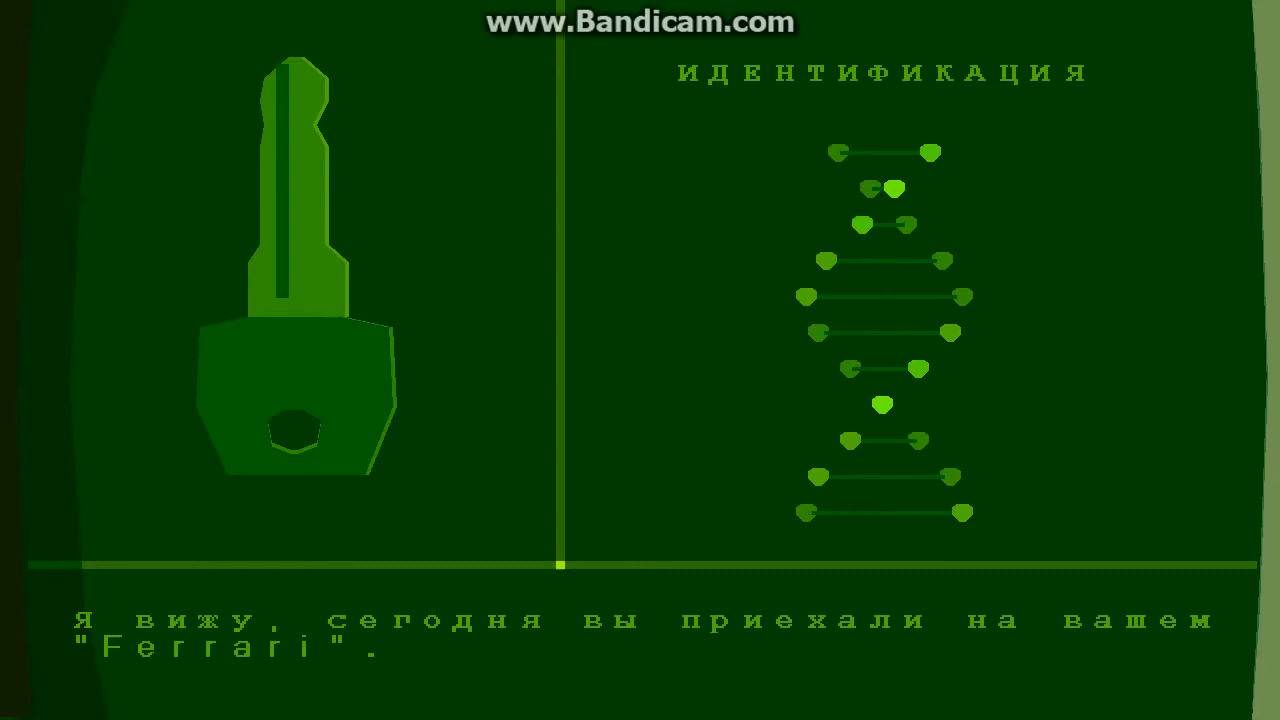 www.Bandicam.com
ИДЕНТИФИКАЦИЯ
Я вижу, сегодня вы приехали на вашем
"Ferrari".